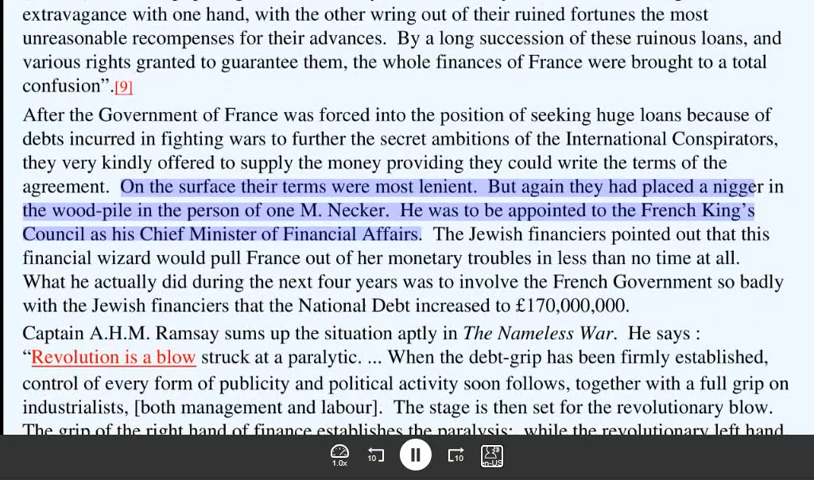 extravagance with one hand, with the other wring out of their ruined fortunes the most
unreasonable recompenses for their advances. By a long succession of these ruinous loans, and
various rights granted to guarantee them, the whole finances of France were brought to a total
confusion”.[9]
After the Government of France was forced into the position of seeking huge loans because of
debts incurred in fighting wars to further the secret ambitions of the International Conspirators,
they very kindly offered to supply the money providing they could write the terms of the
agreement. On the surface their terms were most lenient. But again they had placed a nigger in
the wood-pile in the person of one M. Necker. He was to be appointed to the French King’s
Council as his Chief Minister of Financial Affairs. The Jewish financiers pointed out that this
financial wizard would pull France out of her monetary troubles in less than no time at all.
What he actually did during the next four years was to involve the French Government so badly
with the Jewish financiers that the National Debt increased to £170,000,000.
Captain A.H.M. Ramsay sums up the situation aptly in The Nameless War. He says :
“Revolution is a blow struck at a paralytic. ... When the debt-grip has been firmly established,
control of every form of publicity and political activity soon follows, together with a full grip on
industrialists, [both management and labour]. The stage is then set for the revolutionary blow.
The grip of the right hand of finance establishes the paralysis; while the revolutionary left hand
1.0x 10 10 en-US